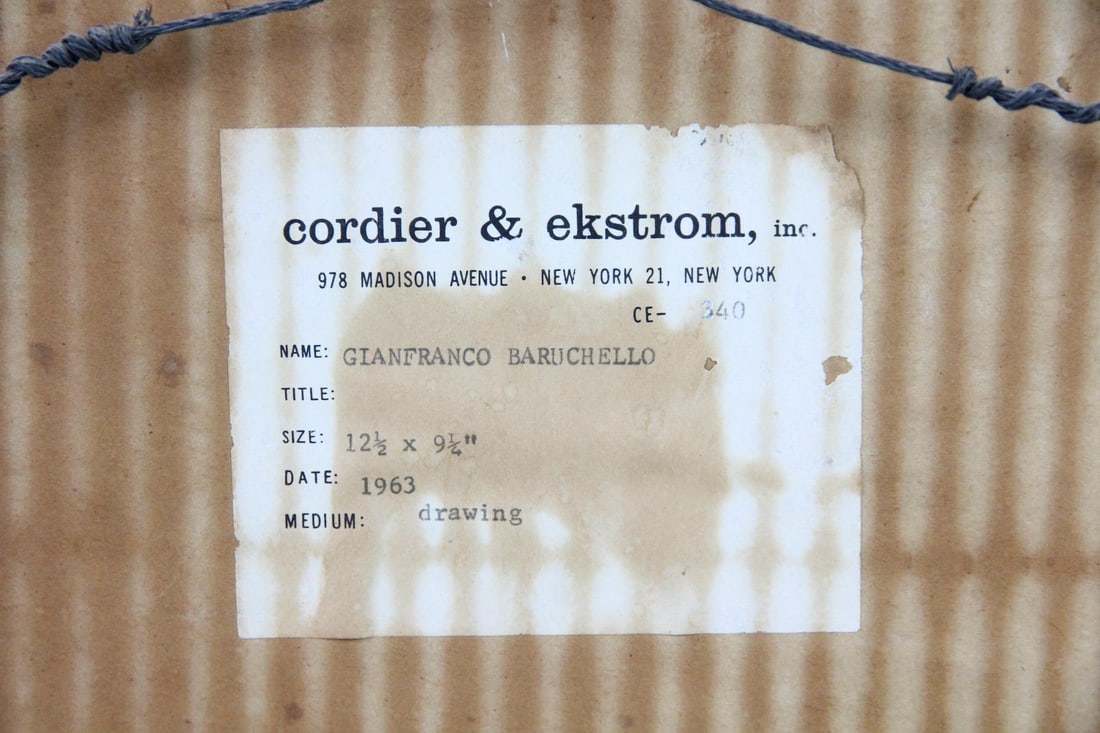 cordier & ekstrom, inc.
978 MADISON AVENUE • NEW YORK 21, NEW YORK
CE- 340
NAME: GIANFRANCO BARUCHELLO
TITLE:
SIZE: 12½ x 9¼"
DATE: 1963
MEDIUM: drawing